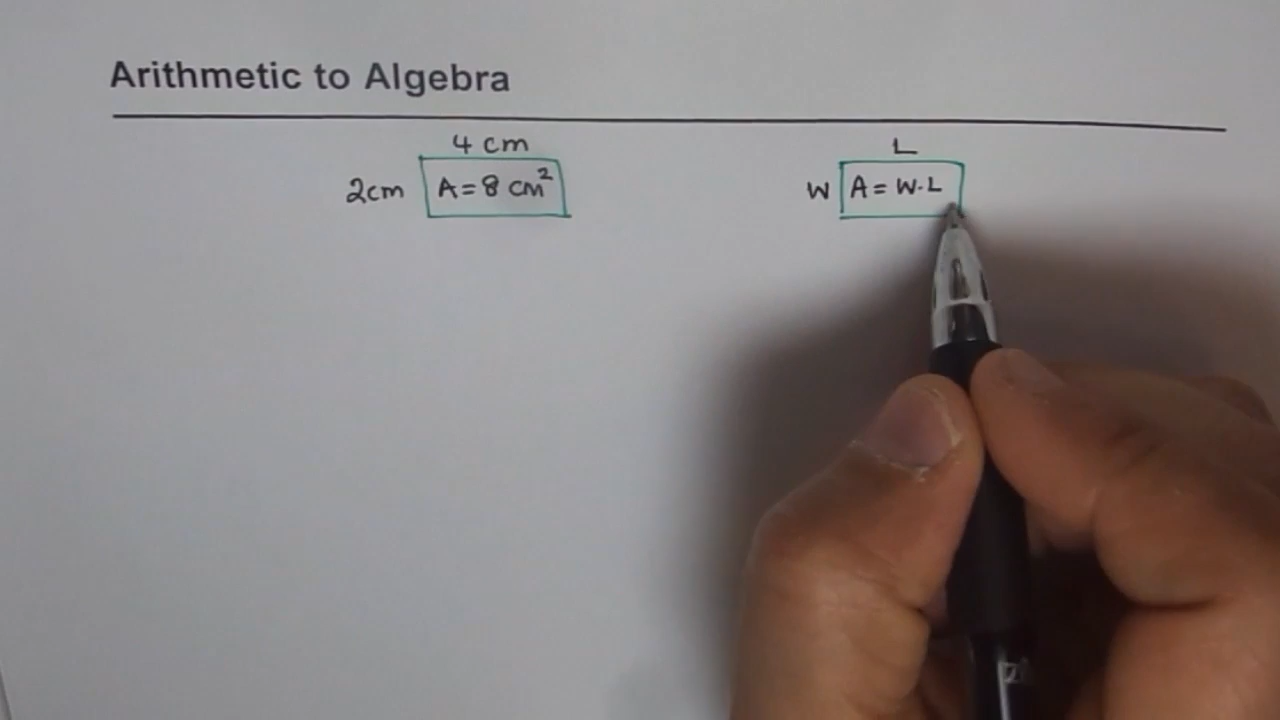 Arithmetic to Algebra
4 cm
2cm A = 8 cm²
L
W A = W·L